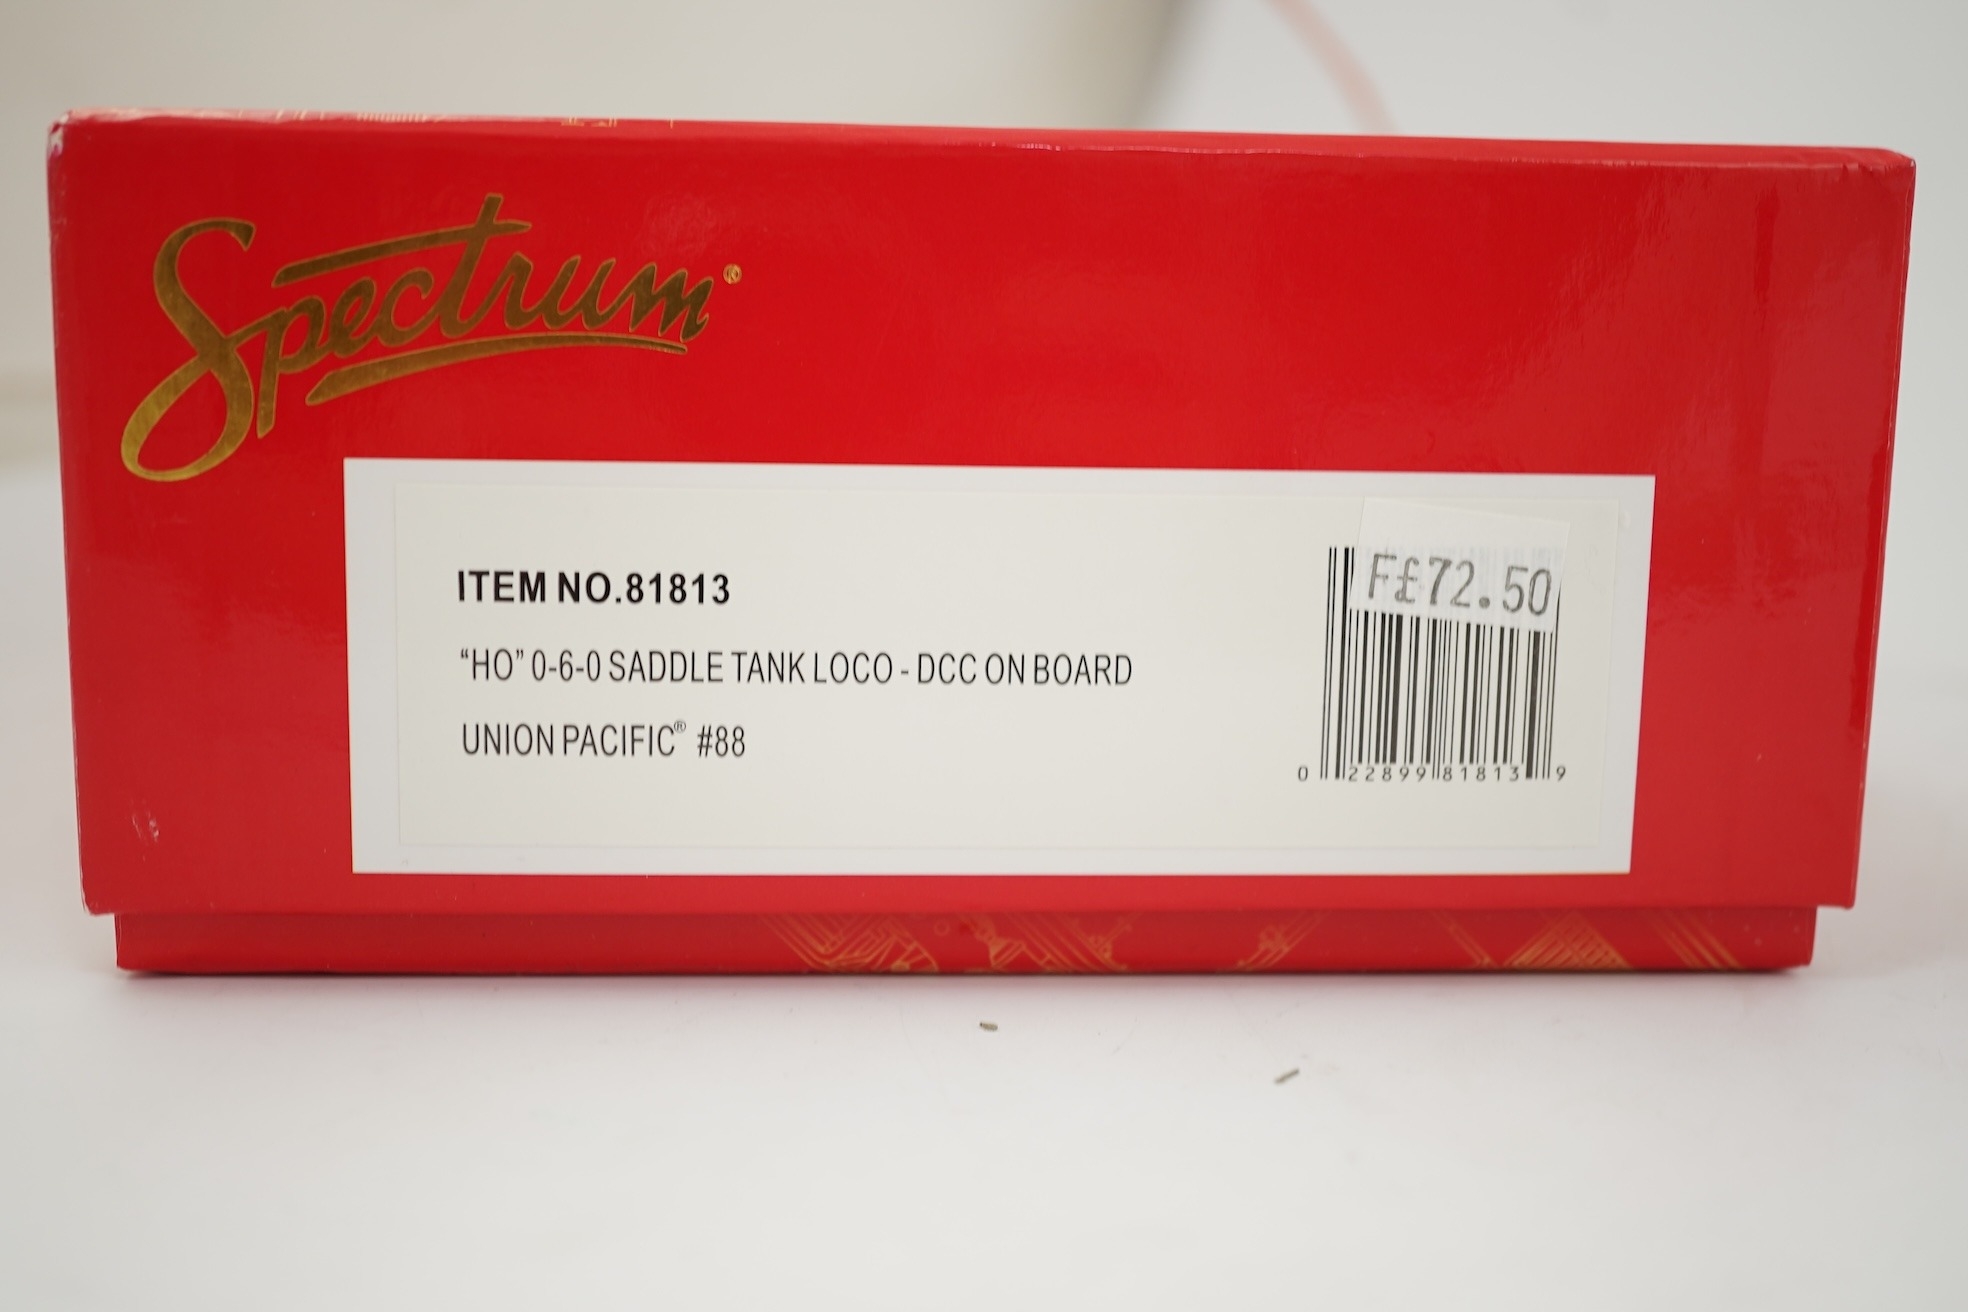 Spectrum®
ITEM NO.81813
F£72.50
“HO” 0-6-0 SADDLE TANK LOCO - DCC ON BOARD
UNION PACIFIC® #88
0 22899 81813 9